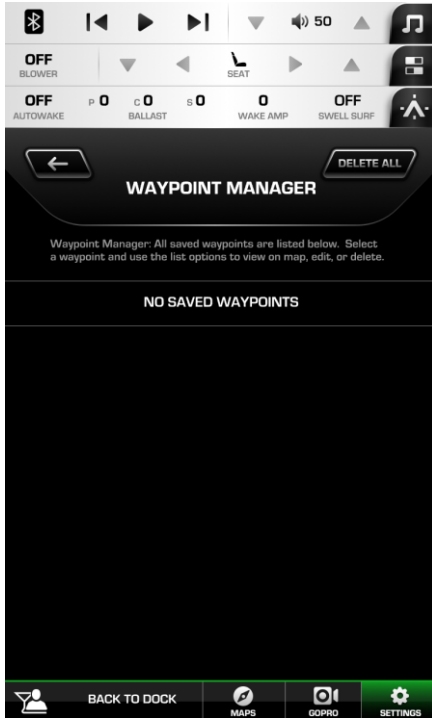 50
OFF
BLOWER
SEAT
OFF P 0 C 0 S 0 0 OFF
AUTOWAKE BALLAST WAKE AMP SWELL SURF
DELETE ALL
WAYPOINT MANAGER
Waypoint Manager: All saved waypoints are listed below. Select
a waypoint and use the list options to view on map, edit, or delete.
NO SAVED WAYPOINTS
BACK TO DOCK
MAPS GOPRO SETTINGS